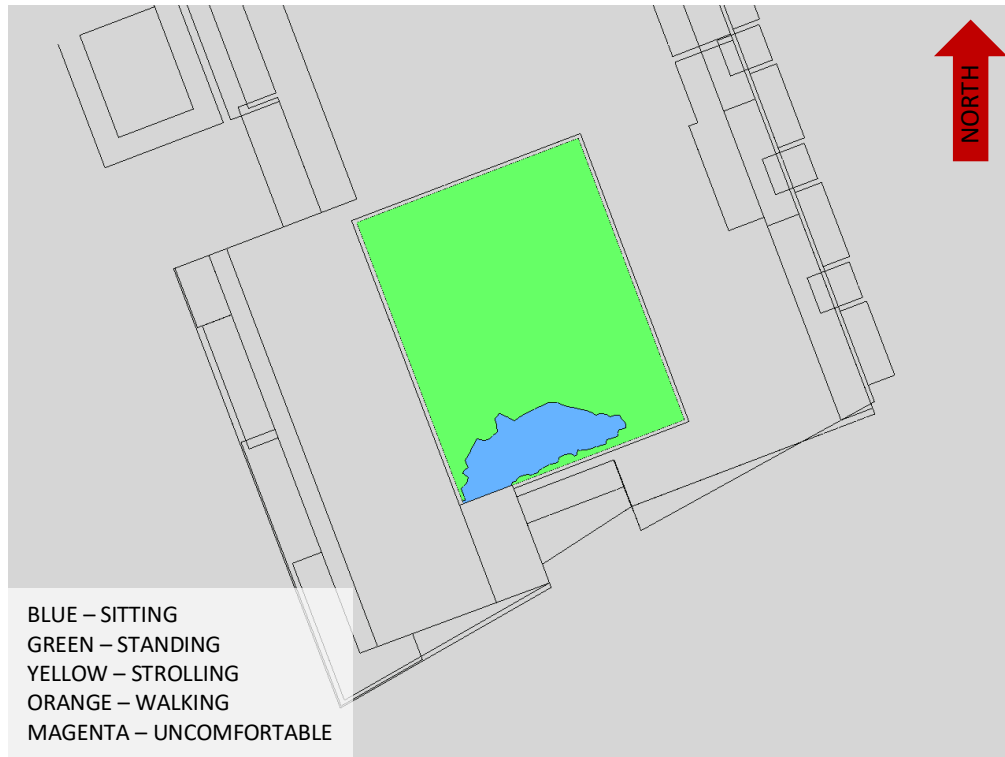 NORTH
BLUE – SITTING
GREEN – STANDING
YELLOW – STROLLING
ORANGE – WALKING
MAGENTA – UNCOMFORTABLE